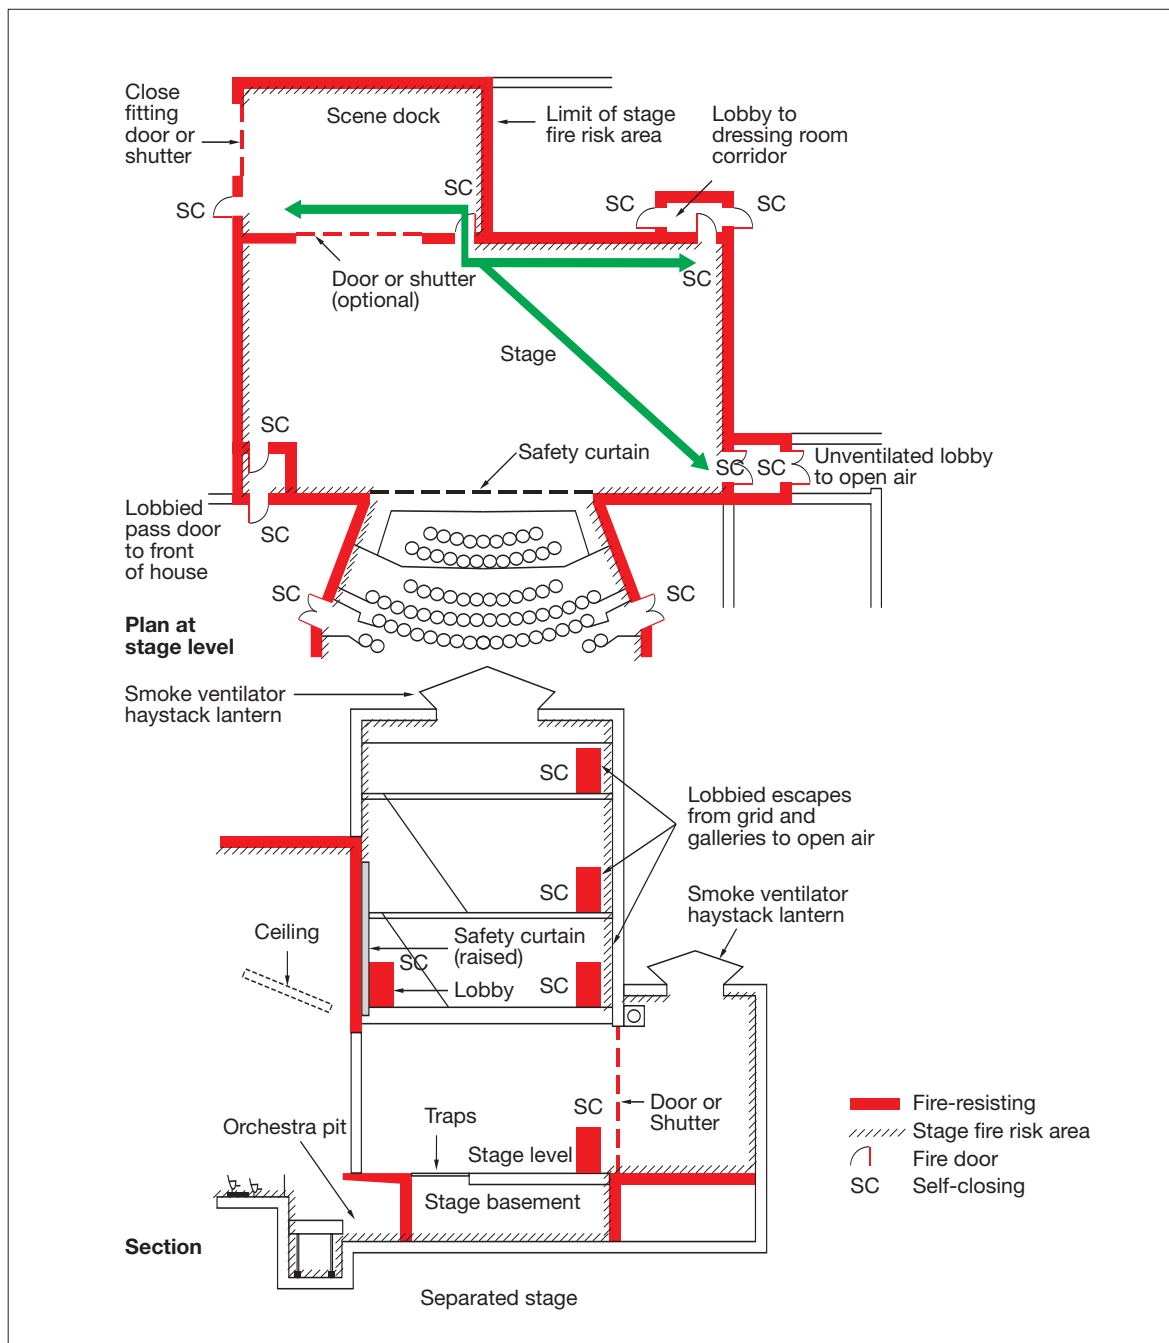 Close
fitting
door or
shutter
Scene dock
Limit of stage
fire risk area
Lobby to
dressing room
corridor
SC
SC
SC
SC
Door or shutter
(optional)
SC
Stage
SC
Safety curtain
SC
SC
Unventilated lobby
to open air
Lobbied
pass door
to front
of house
SC
SC
SC
Plan at
stage level
Smoke ventilator
haystack lantern
SC
Lobbied escapes
from grid and
galleries to open air
SC
Smoke ventilator
haystack lantern
Ceiling
Safety curtain
(raised)
SC
Lobby
SC
SC
Door or
Shutter
Traps
Orchestra pit
Stage level
Stage basement
Section
Separated stage
Fire-resisting
Stage fire risk area
Fire door
SC
Self-closing